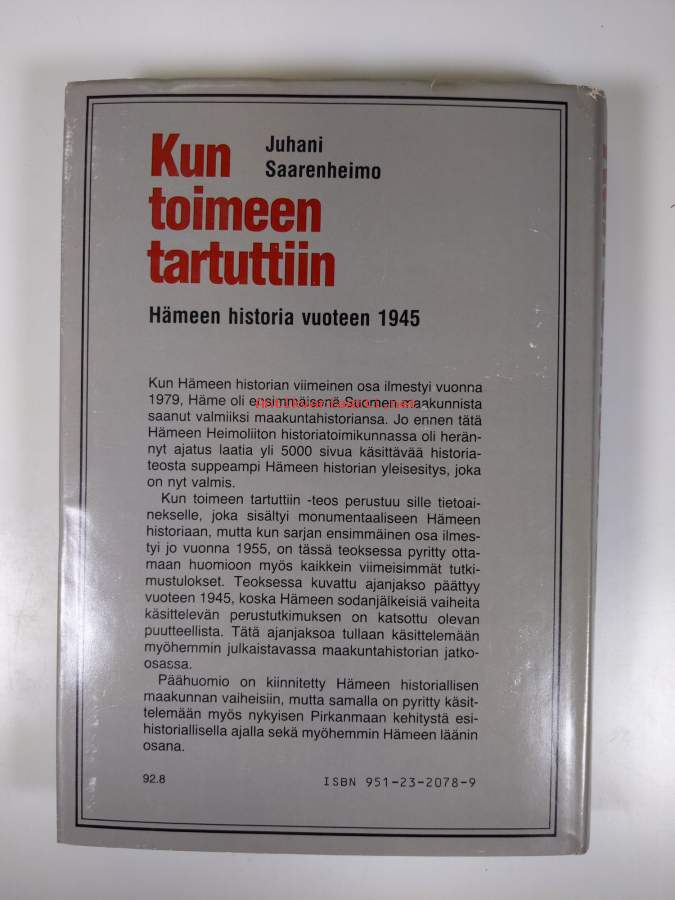 Kun
toimeen
tartuttiin
Juhani
Saarenheimo
Hämeen historia vuoteen 1945
Kun Hämeen historian viimeinen osa ilmestyi vuonna
1979, Häme oli ensimmäisenä Suomen maakunnista
saanut valmiiksi maakuntahistoriansa. Jo ennen tätä
Hämeen Heimoliiton historiatoimikunnassa oli herän-
nyt ajatus laatia yli 5000 sivua käsittävää historia-
teosta suppeampi Hämeen historian yleisesitys, joka
on nyt valmis.
Kun toimeen tartuttiin -teos perustuu sille tietoai-
nekselle, joka sisältyi monumentaaliseen Hämeen
historiaan, mutta kun sarjan ensimmäinen osa ilmes-
tyi jo vuonna 1955, on tässä teoksessa pyritty otta-
maan huomioon myös kaikkein viimeisimmät tutki-
mustulokset. Teoksessa kuvattu ajanjakso päättyy
vuoteen 1945, koska Hämeen sodanjälkeisiä vaiheita
käsittelevän perustutkimuksen on katsottu olevan
puutteellista. Tätä ajanjaksoa tullaan käsittelemään
myöhemmin julkaistavassa maakuntahistorian jatko-
osassa.
Päähuomio on kiinnitetty Hämeen historiallisen
maakunnan vaiheisiin, mutta samalla on pyritty käsit-
telemään myös nykyisen Pirkanmaan kehitystä esi-
historiallisella ajalla sekä myöhemmin Hämeen läänin
osana.
92.8
ISBN 951-23-2078-9